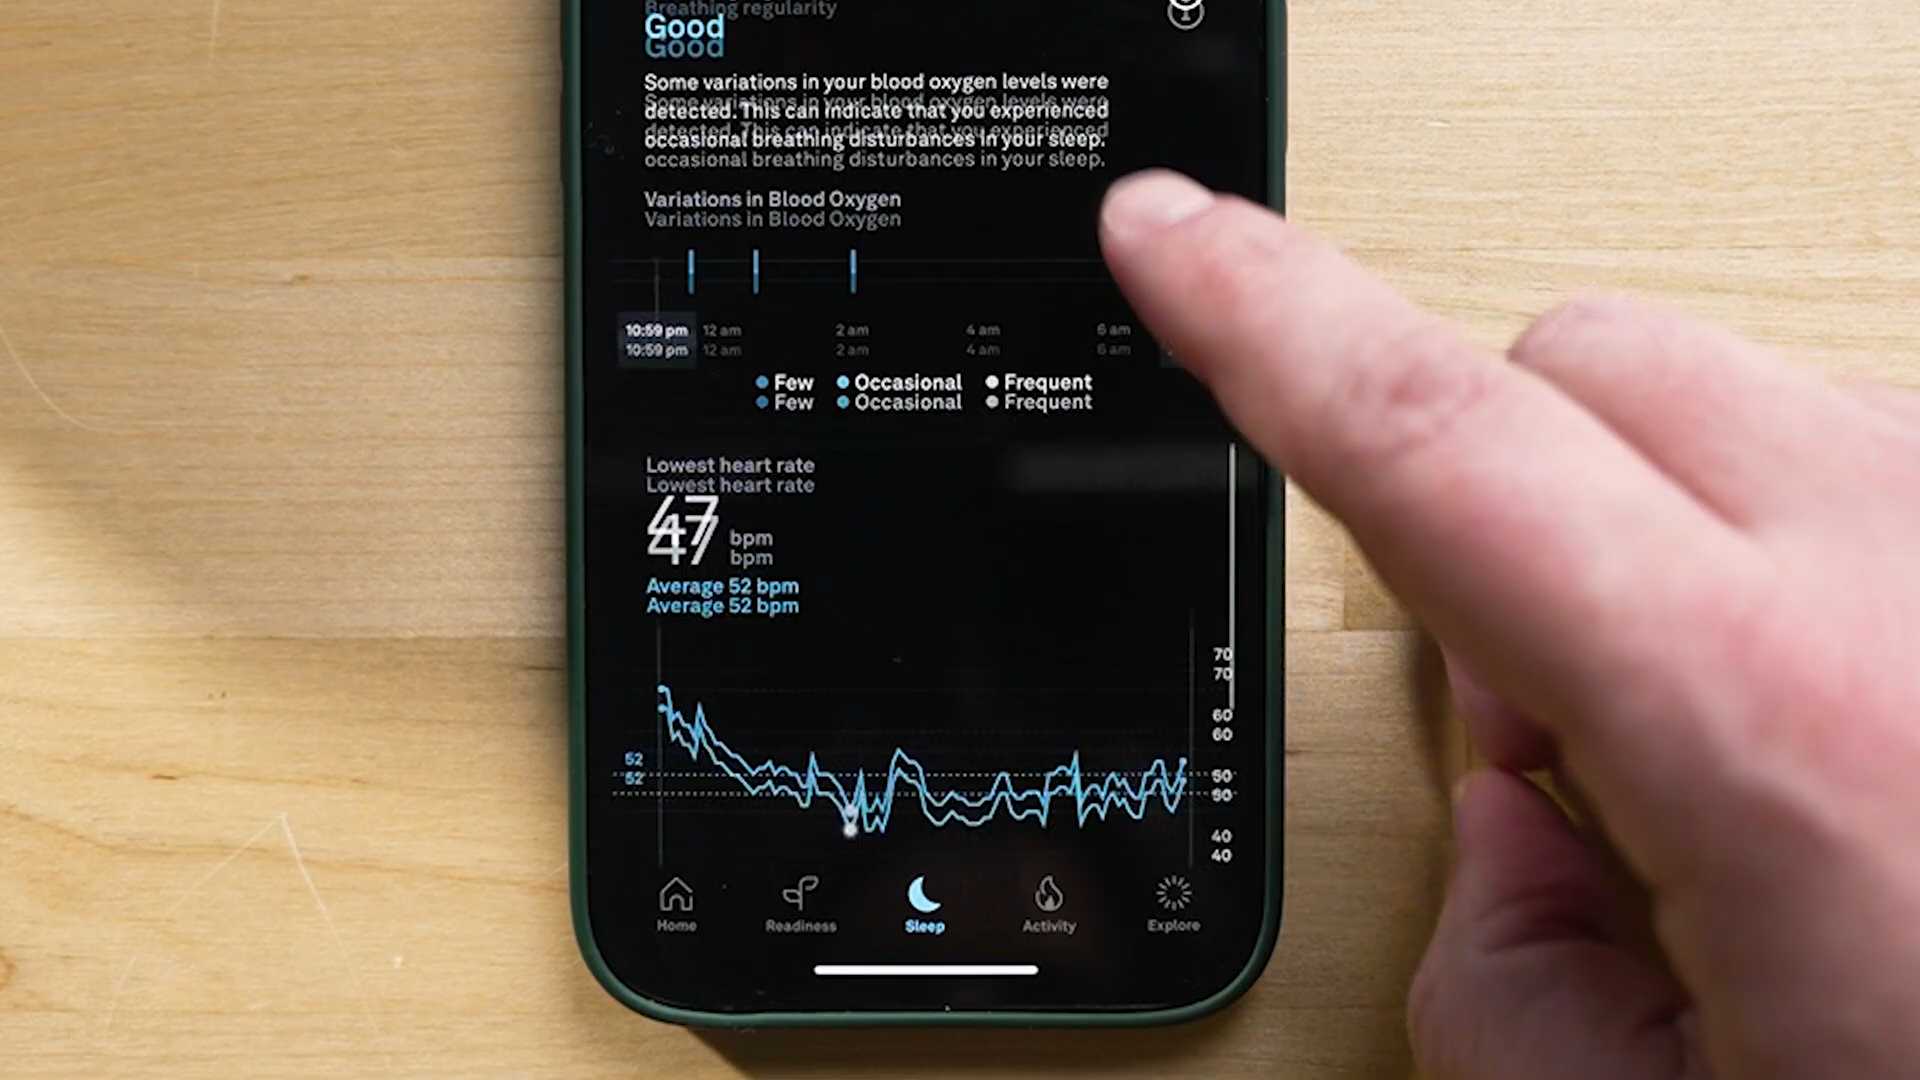 Breathing regularity
Good
Some variations in your blood oxygen levels were
detected. This can indicate that you experienced
occasional breathing disturbances in your sleep.
Variations in Blood Oxygen
10:59 pm 12 am 2 am 4 am 6 am
Few Occasional Frequent
Lowest heart rate
47 bpm
Average 52 bpm
70
60
52
50
40
Home Readiness Sleep Activity Explore